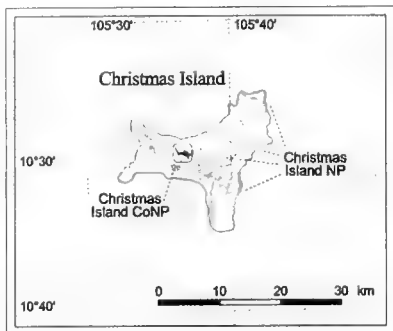 105°30' 105°40'
Christmas Island
10°30'
Christmas
Island NP
Christmas
Island CoNP
0 10 20 30 km
10°40'